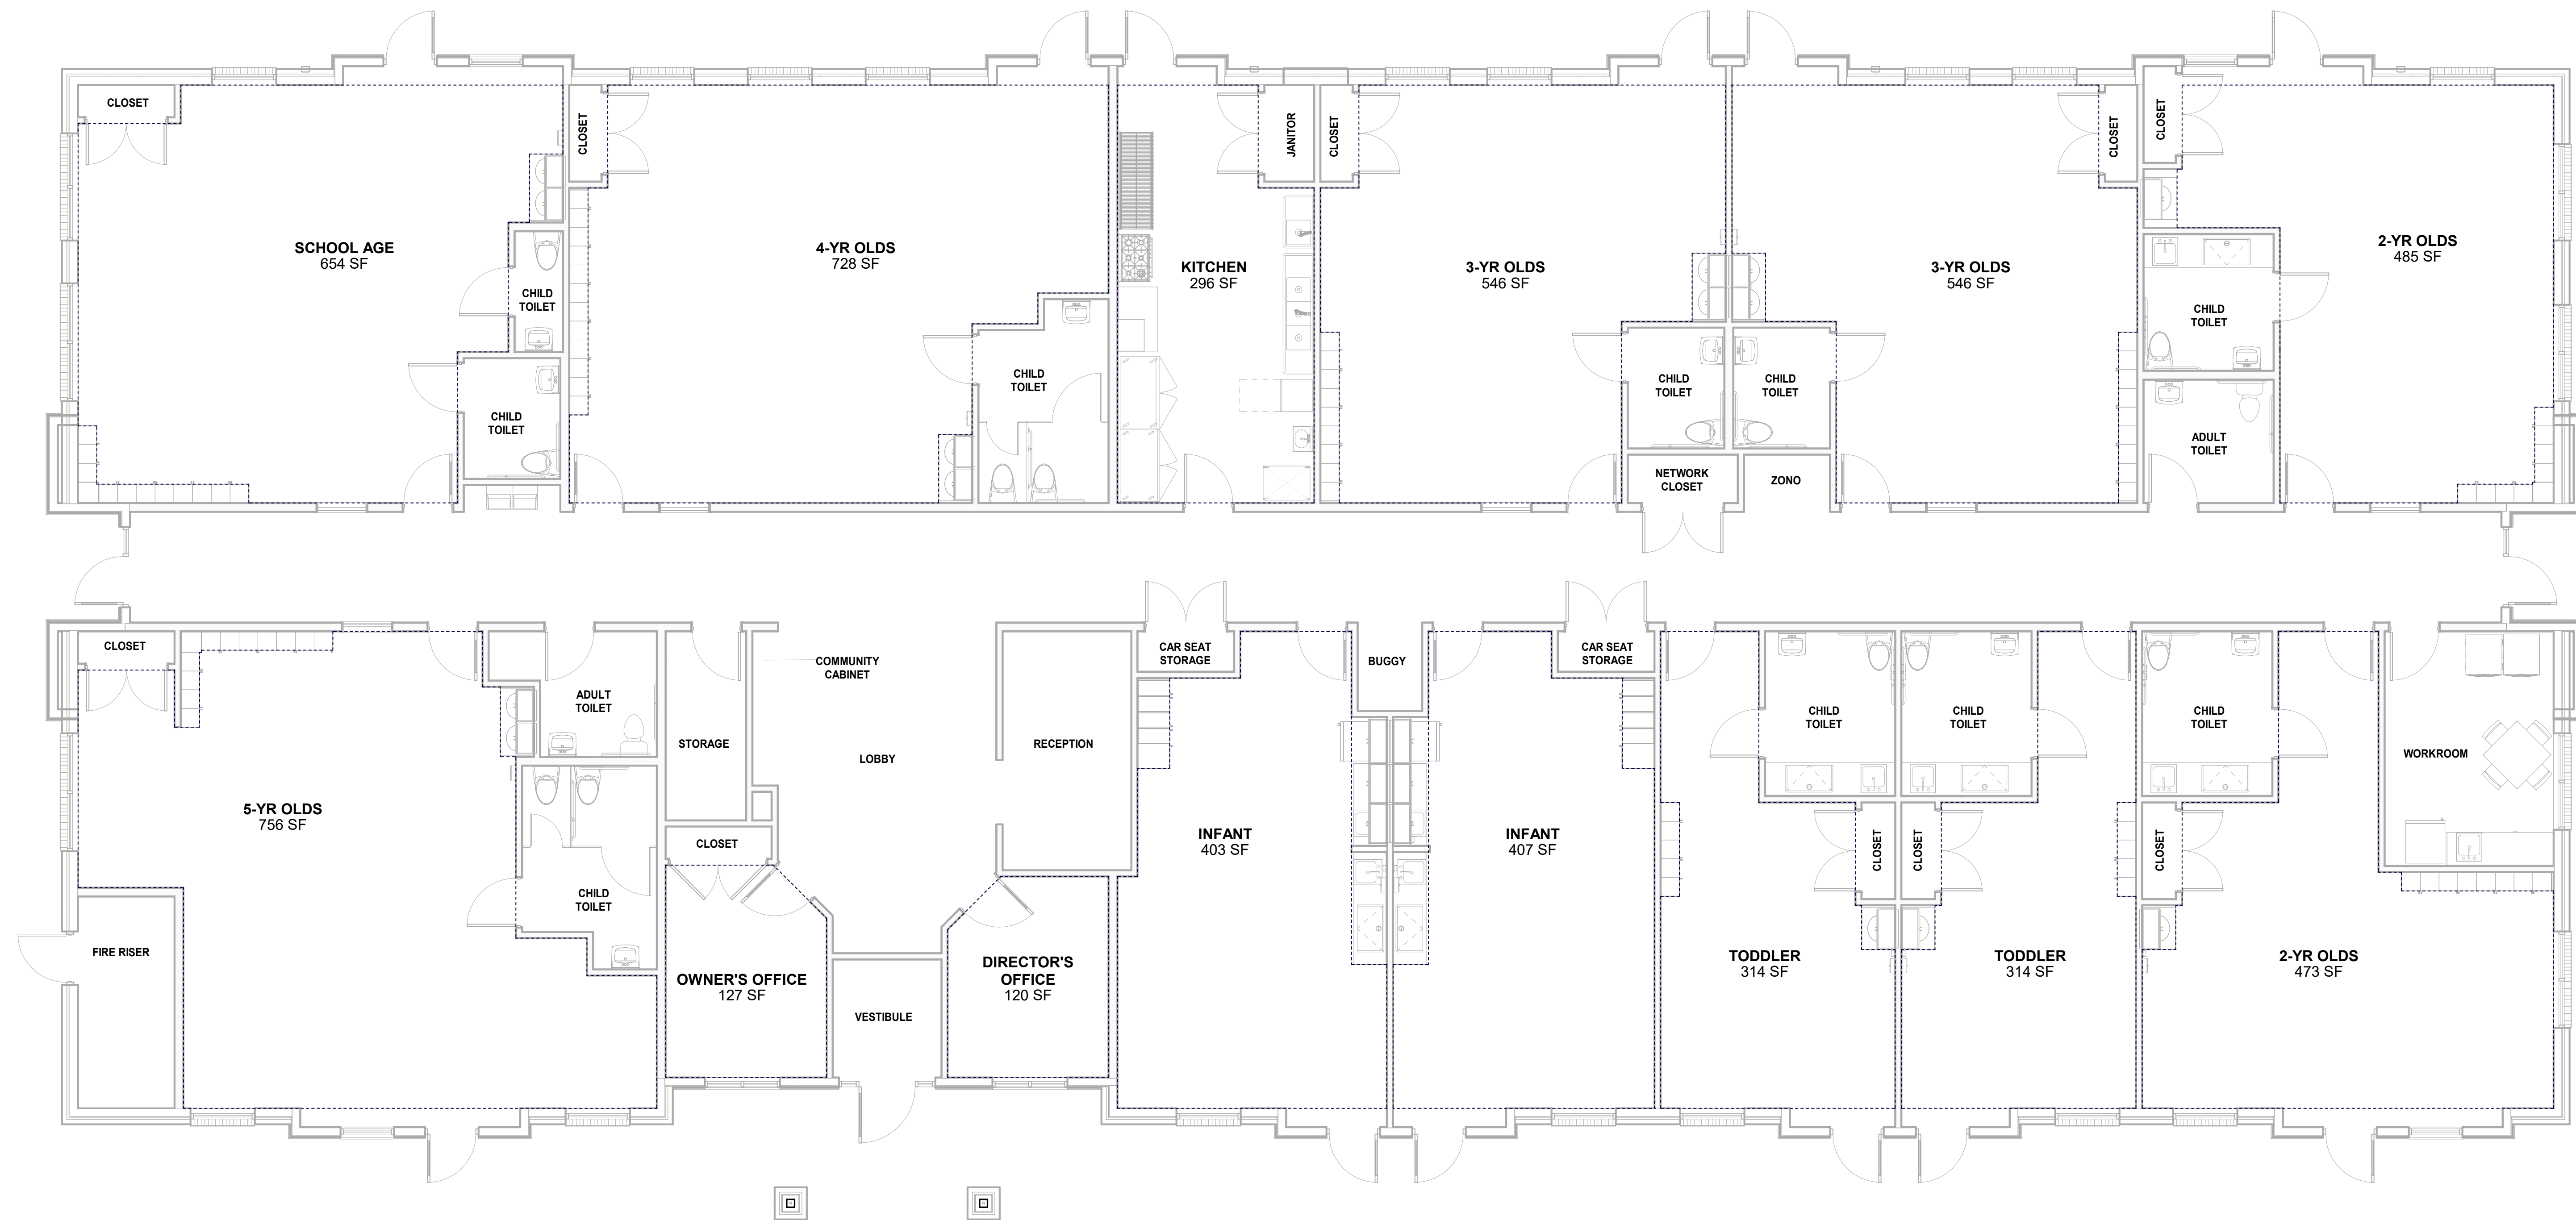 CLOSET
SCHOOL AGE
654 SF
CHILD
TOILET
CHILD
TOILET
CLOSET
4-YR OLDS
728 SF
CHILD
TOILET
KITCHEN
296 SF
JANITOR
CLOSET
3-YR OLDS
546 SF
CHILD
TOILET
NETWORK
CLOSET
CHILD
TOILET
ZONO
3-YR OLDS
546 SF
CLOSET
CLOSET
CHILD
TOILET
ADULT
TOILET
2-YR OLDS
485 SF
CLOSET
5-YR OLDS
756 SF
FIRE RISER
ADULT
TOILET
CHILD
TOILET
STORAGE
CLOSET
OWNER'S OFFICE
127 SF
COMMUNITY
CABINET
LOBBY
VESTIBULE
RECEPTION
DIRECTOR'S
OFFICE
120 SF
CAR SEAT
STORAGE
INFANT
403 SF
BUGGY
INFANT
407 SF
CAR SEAT
STORAGE
CHILD
TOILET
CLOSET
TODDLER
314 SF
CHILD
TOILET
CLOSET
TODDLER
314 SF
CHILD
TOILET
CLOSET
2-YR OLDS
473 SF
WORKROOM